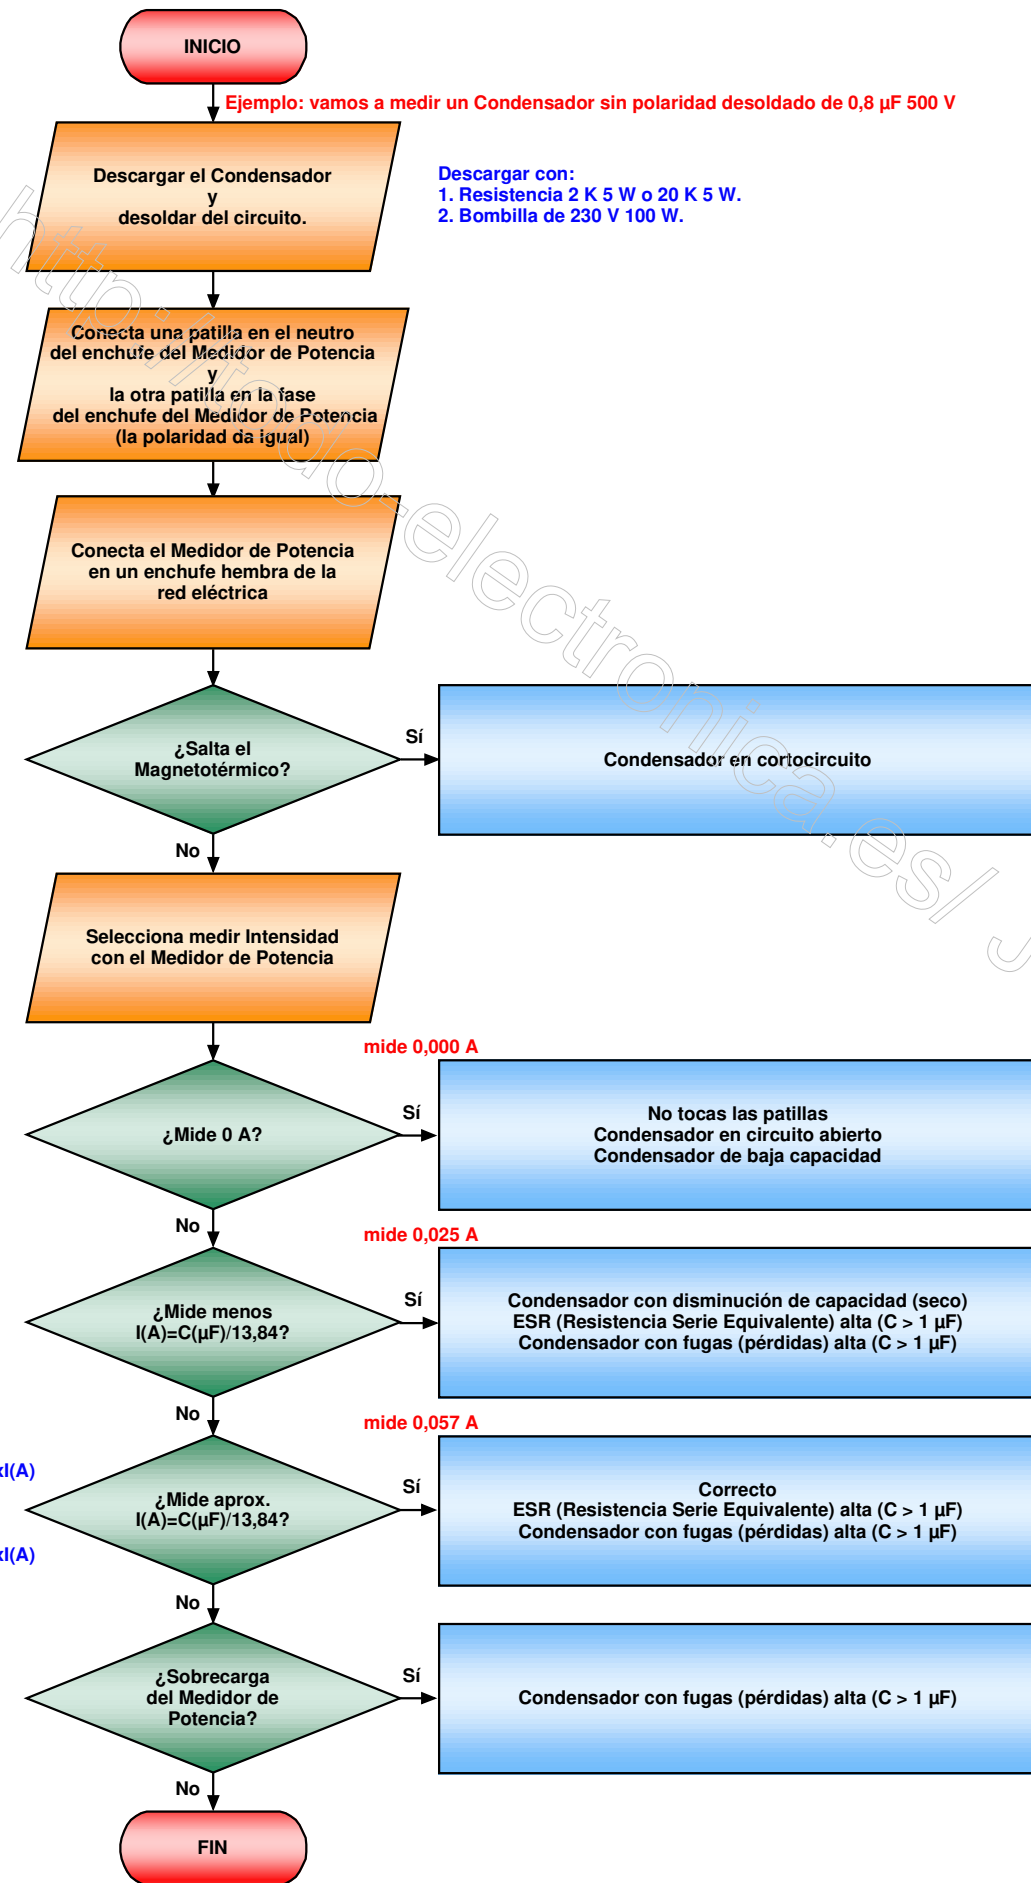 INICIO
Ejemplo: vamos a medir un Condensador sin polaridad desoldado de 0,8 µF 500 V
Descargar el Condensador
y
desoldar del circuito.
Descargar con:
1. Resistencia 2 K 5 W o 20 K 5 W.
2. Bombilla de 230 V 100 W.
Conecta una patilla en el neutro
del enchufe del Medidor de Potencia
y
la otra patilla en la fase
del enchufe del Medidor de Potencia
(la polaridad da igual)
Conecta el Medidor de Potencia
en un enchufe hembra de la
red eléctrica
¿Salta el
Magnetotérmico?
Sí
Condensador en cortocircuito
No
Selecciona medir Intensidad
con el Medidor de Potencia
mide 0,000 A
¿Mide 0 A?
Sí
No tocas las patillas
Condensador en circuito abierto
Condensador de baja capacidad
No
mide 0,025 A
¿Mide menos
I(A)=C(µF)/13,84?
Sí
Condensador con disminución de capacidad (seco)
ESR (Resistencia Serie Equivalente) alta (C > 1 µF)
Condensador con fugas (pérdidas) alta (C > 1 µF)
No
mide 0,057 A
xI(A)
¿Mide aprox.
I(A)=C(µF)/13,84?
xI(A)
Sí
Correcto
ESR (Resistencia Serie Equivalente) alta (C > 1 µF)
Condensador con fugas (pérdidas) alta (C > 1 µF)
No
¿Sobrecarga
del Medidor de
Potencia?
Sí
Condensador con fugas (pérdidas) alta (C > 1 µF)
No
FIN
http://todo-electronica.es/ J